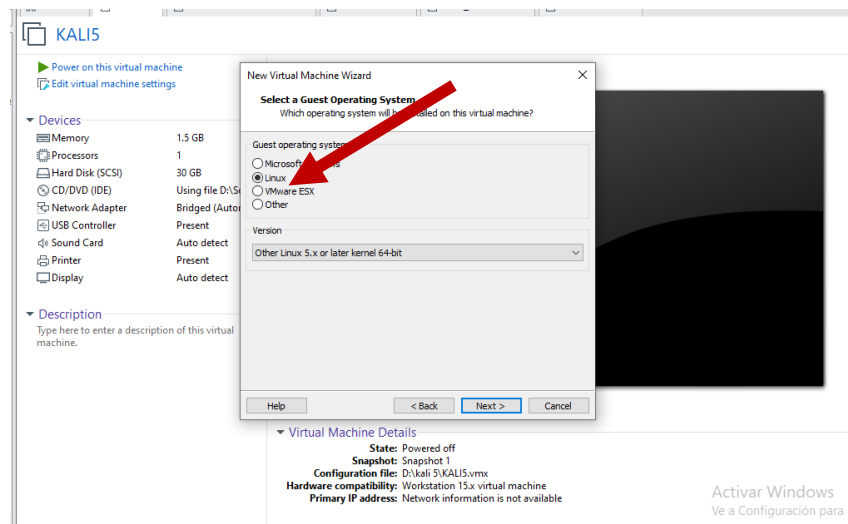 KALI5
Power on this virtual machine
Edit virtual machine settings
Devices
Memory 1.5 GB
Processors 1
Hard Disk (SCSI) 30 GB
CD/DVD (IDE) Using file D:\S
Network Adapter Bridged (Auto
USB Controller Present
Sound Card Auto detect
Printer Present
Display Auto detect
Description
Type here to enter a description of this virtual
machine.
New Virtual Machine Wizard
Select a Guest Operating System
Which operating system will be installed on this virtual machine?
Guest operating system
Microsoft
Linux
VMware ESX
Other
Version
Other Linux 5.x or later kernel 64-bit
Help < Back Next > Cancel
Virtual Machine Details
State: Powered off
Snapshot: Snapshot 1
Configuration file: D:\kali 5\KALI5.vmx
Hardware compatibility: Workstation 15.x virtual machine
Primary IP address: Network information is not available
Activar Windows
Ve a Configuración para